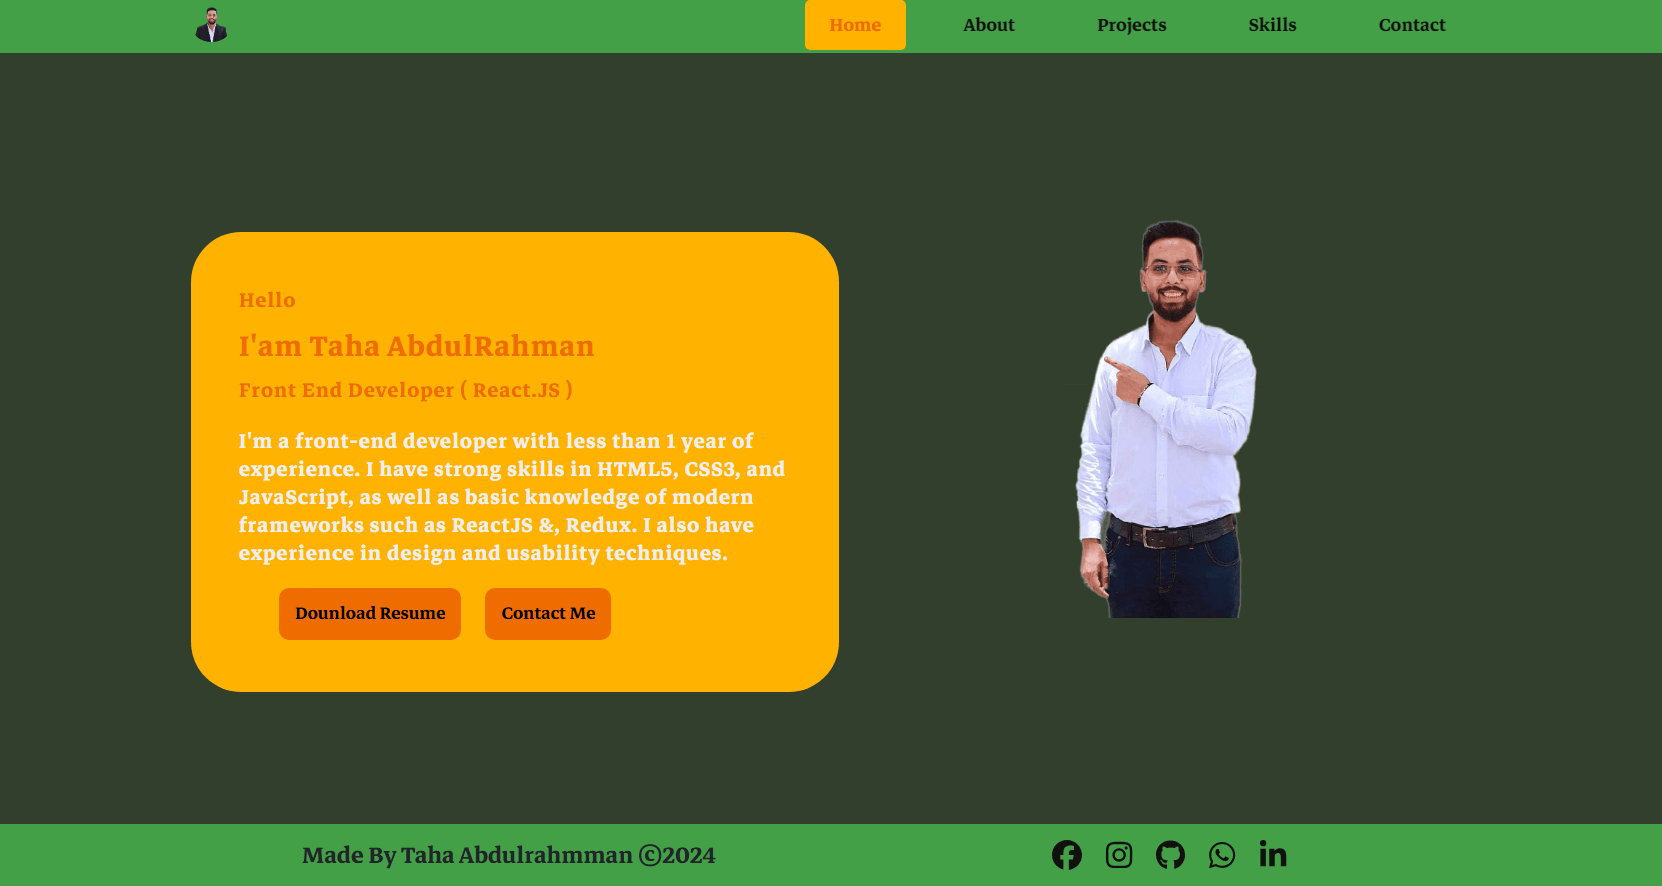 Home About Projects Skills Contact
Hello
I'am Taha AbdulRahman
Front End Developer ( React.JS )
I'm a front-end developer with less than 1 year of
experience. I have strong skills in HTML5, CSS3, and
JavaScript, as well as basic knowledge of modern
frameworks such as ReactJS &, Redux. I also have
experience in design and usability techniques.
Dounload Resume Contact Me
Made By Taha Abdulrahmman ©2024